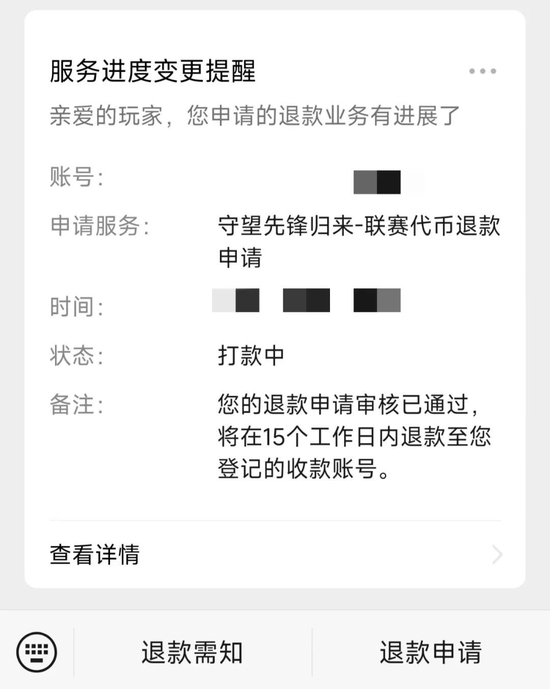 服务进度变更提醒
亲爱的玩家，您申请的退款业务有进展了
账号：
申请服务：
守望先锋归来-联赛代币退款
申请
时间：
状态：
打款中
备注：
您的退款申请审核已通过，
将在15个工作日内退款至您
登记的收款账号。
查看详情
退款需知
退款申请